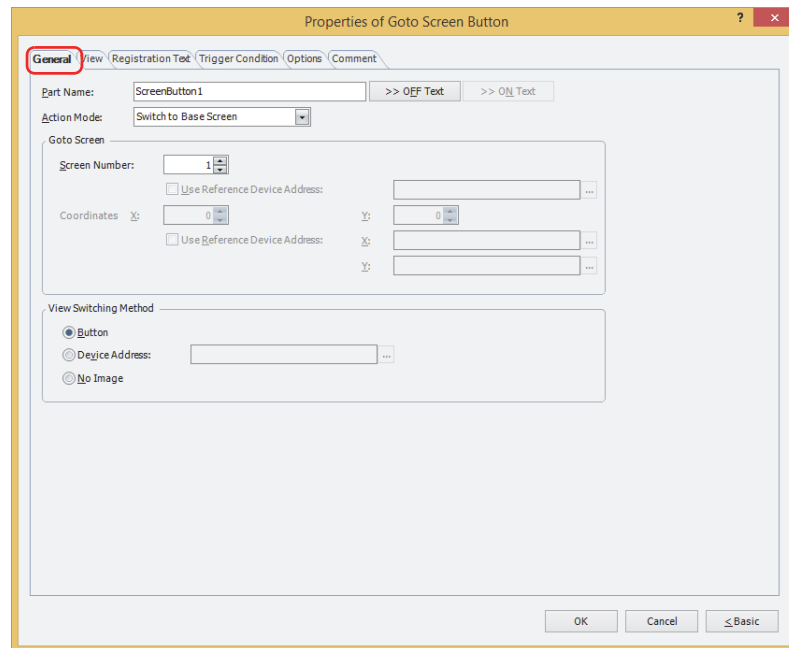 Properties of Goto Screen Button ? ×
General View Registration Text Trigger Condition Options Comment
Part Name: ScreenButton1 >> OFF Text >> ON Text
Action Mode: Switch to Base Screen
Goto Screen
Screen Number: 1
Use Reference Device Address: ...
Coordinates X: 0 Y: 0
Use Reference Device Address: X: ...
Y: ...
View Switching Method
Button
Device Address: ...
No Image
OK Cancel < Basic